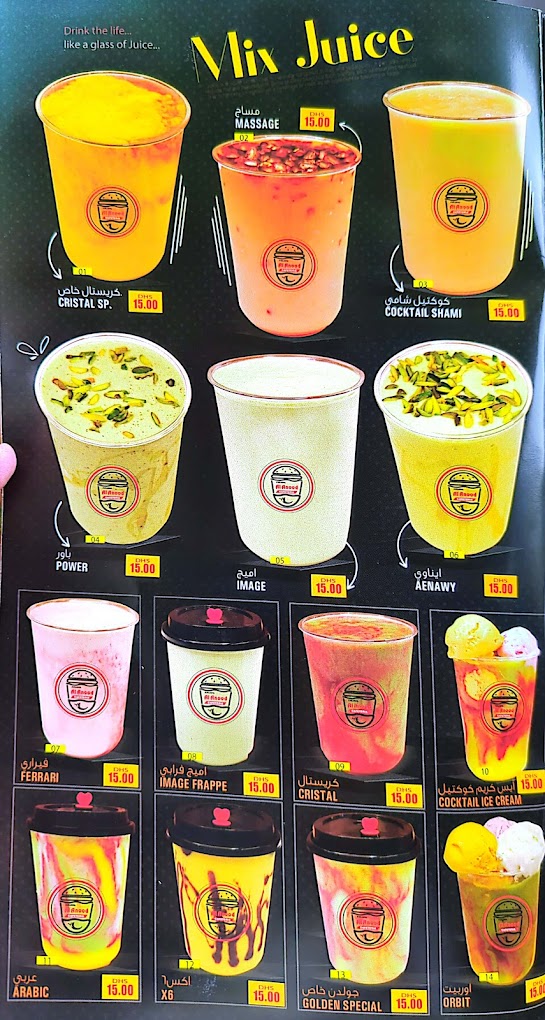 Drink the life...
like a glass of Juice...
Mix Juice
01
كريستال خاص
CRISTAL SP.
DHS
15.00
مساج
MASSAGE
DHS
15.00
02
03
كوكتيل شامي
COCKTAIL SHAMI
DHS
15.00
04
باور
POWER
DHS
15.00
05
اميج
IMAGE
DHS
15.00
06
ايناوي
AENAWY
DHS
15.00
07
فيراري
FERRARI
DHS
15.00
08
اميج فرابي
IMAGE FRAPPE
DHS
15.00
09
كريستال
CRISTAL
DHS
15.00
10
آيس كريم كوكتيل
COCKTAIL ICE CREAM
DHS
15.00
11
عربي
ARABIC
DHS
15.00
12
اكس٦
X6
DHS
15.00
13
جولدن خاص
GOLDEN SPECIAL
DHS
15.00
14
اوربيت
ORBIT
DHS
15.00